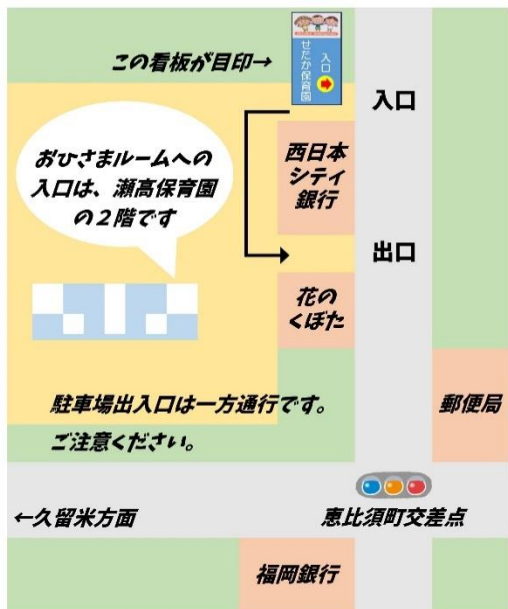 この看板が目印→
入口
せたか保育園
入口
おひさまルームへの
入口は、瀬高保育園
の2階です
西日本
シティ
銀行
出口
花の
くぼた
駐車場出入口は一方通行です。
ご注意ください。
郵便局
←久留米方面
恵比須町交差点
福岡銀行